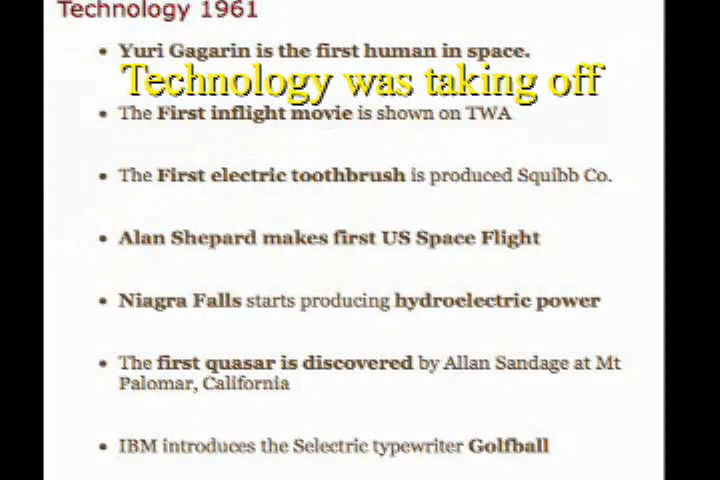 Technology 1961
• Yuri Gagarin is the first human in space.
Technology was taking off
• The First inflight movie is shown on TWA
• The First electric toothbrush is produced Squibb Co.
• Alan Shepard makes first US Space Flight
• Niagra Falls starts producing hydroelectric power
• The first quasar is discovered by Allan Sandage at Mt
Palomar, California
• IBM introduces the Selectric typewriter Golfball